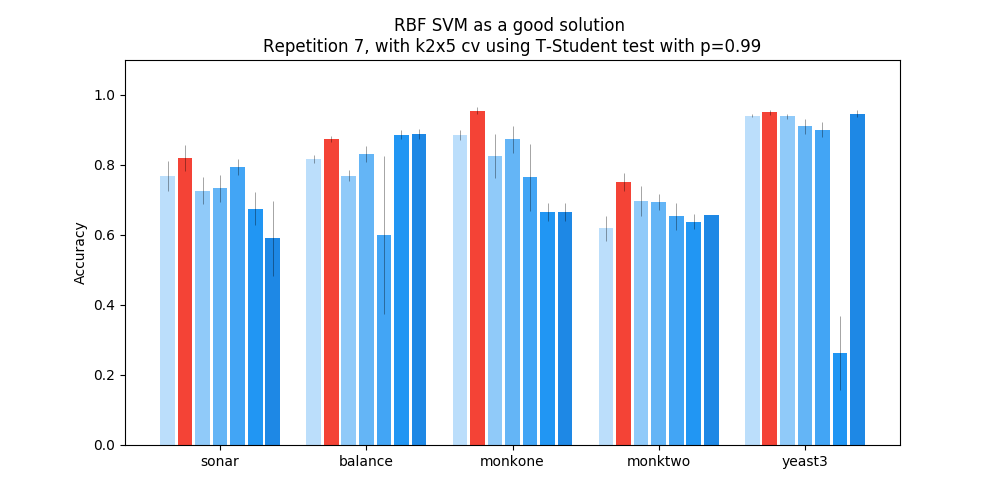 RBF SVM as a good solution
Repetition 7, with k2x5 cv using T-Student test with p=0.99
Accuracy
1.0
0.8
0.6
0.4
0.2
0.0
sonar balance monkone monktwo yeast3